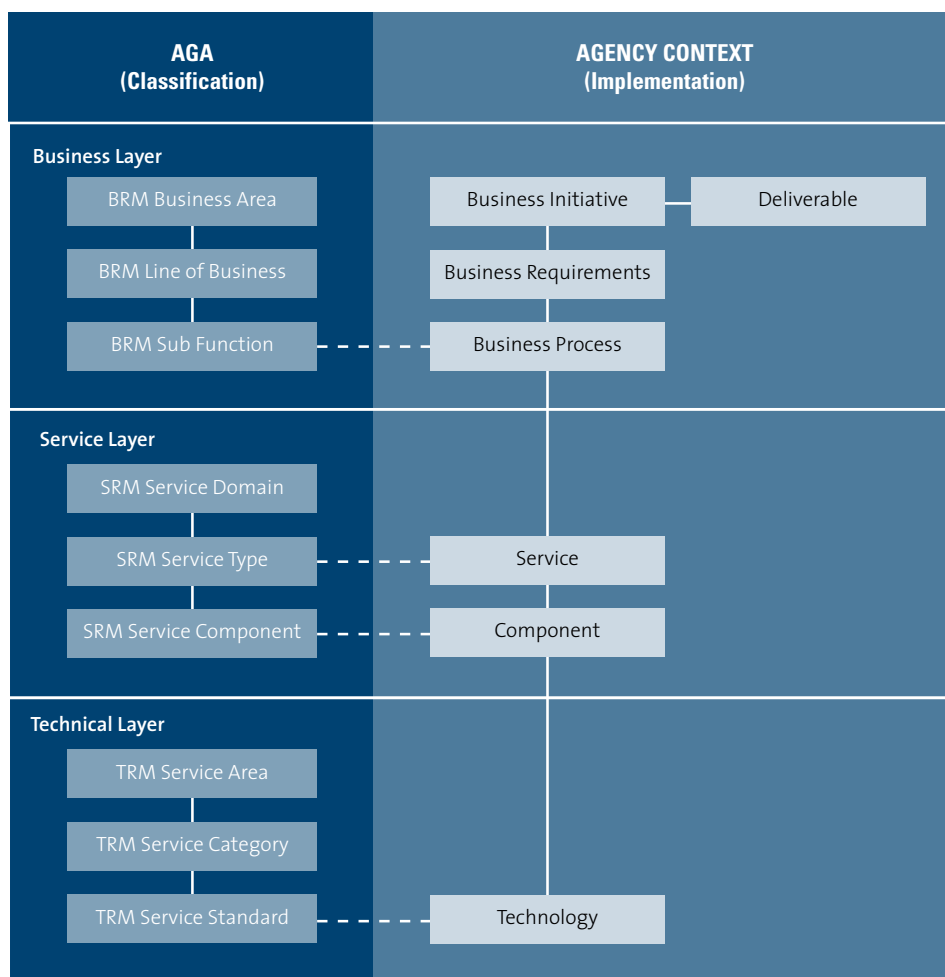 AGA
(Classification)
AGENCY CONTEXT
(Implementation)
Business Layer
BRM Business Area
Business Initiative
Deliverable
BRM Line of Business
Business Requirements
BRM Sub Function
Business Process
Service Layer
SRM Service Domain
SRM Service Type
Service
SRM Service Component
Component
Technical Layer
TRM Service Area
TRM Service Category
TRM Service Standard
Technology